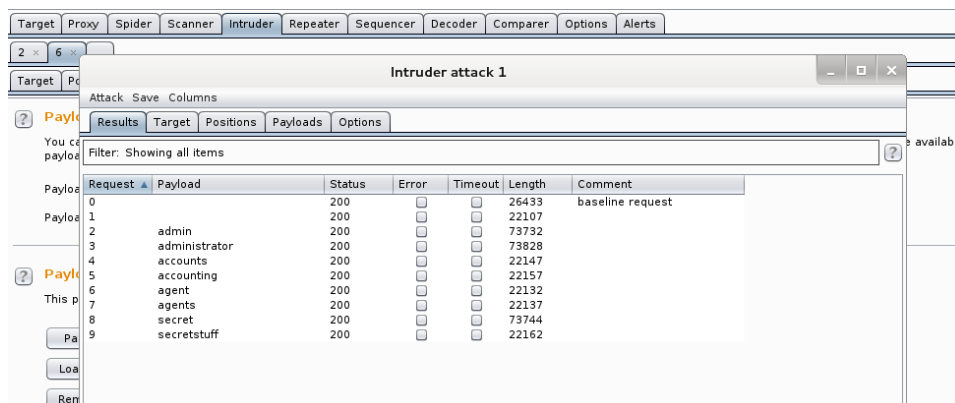 Target Proxy Spider Scanner Intruder Repeater Sequencer Decoder Comparer Options Alerts
2 × 6 ×
Intruder attack 1
Target
Attack Save Columns
Results Target Positions Payloads Options
?
You
availab
Filter: Showing all items ?
Request Payload Status Error Timeout Length Comment
0 200 26433 baseline request
1 200 22107
2 admin 200 73732
3 administrator 200 73828
4 accounts 200 22147
5 accounting 200 22157
6 agent 200 22132
7 agents 200 22137
8 secret 200 73744
9 secretstuff 200 22162
?
This p
Pa
Loa
Rem